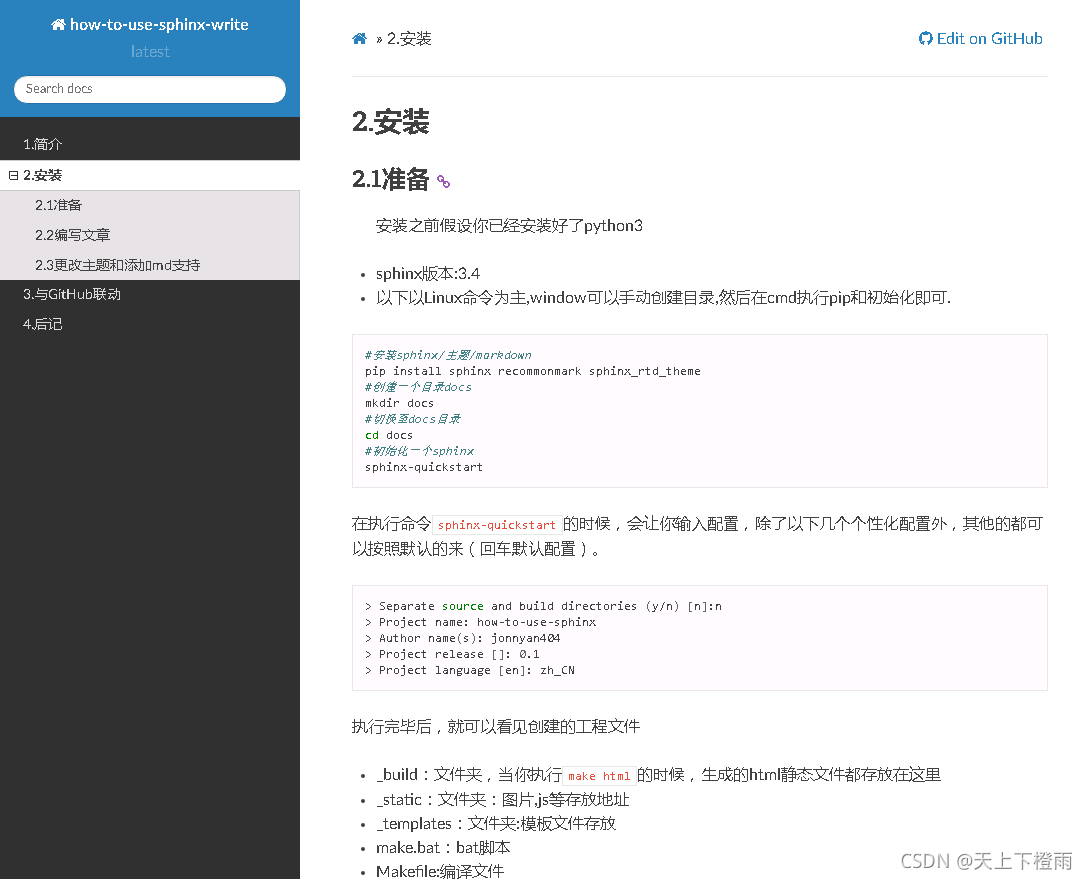 how-to-use-sphinx-write
latest
Search docs
1.简介
2.安装
2.1准备
2.2编写文章
2.3更改主题和添加md支持
3.与GitHub联动
4.后记
» 2.安装
Edit on GitHub
2.安装
2.1准备
安装之前假设你已经安装好了python3
sphinx版本:3.4
以下以Linux命令为主,window可以手动创建目录,然后在cmd执行pip和初始化即可.
#安装sphinx/主题/markdown
pip install sphinx recommonmark sphinx_rtd_theme
#创建一个目录docs
mkdir docs
#切换至docs目录
cd docs
#初始化一个sphinx
sphinx-quickstart
在执行命令 sphinx-quickstart 的时候，会让你输入配置，除了以下几个个性化配置外，其他的都可
以按照默认的来（回车默认配置）。
> Separate source and build directories (y/n) [n]:n
> Project name: how-to-use-sphinx
> Author name(s): jonnyan404
> Project release []: 0.1
> Project language [en]: zh_CN
执行完毕后，就可以看见创建的工程文件
_build：文件夹，当你执行 make html 的时候，生成的html静态文件都存放在这里
_static：文件夹：图片,js等存放地址
_templates：文件夹:模板文件存放
make.bat：bat脚本
Makefile:编译文件
CSDN @天上下橙雨